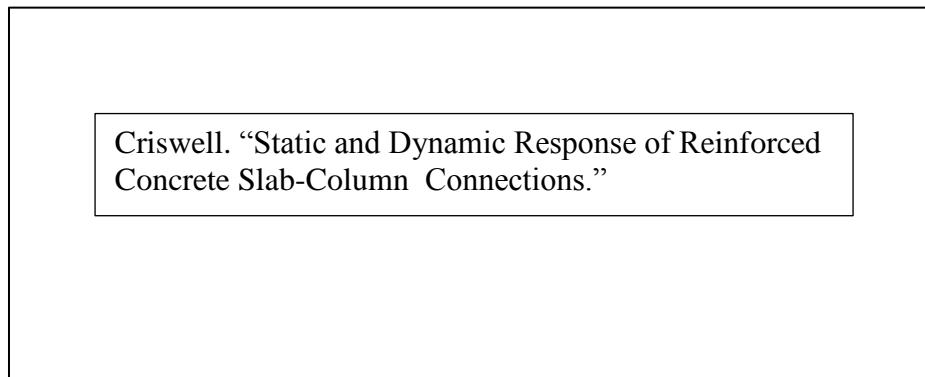 Criswell. “Static and Dynamic Response of Reinforced
Concrete Slab-Column  Connections.”